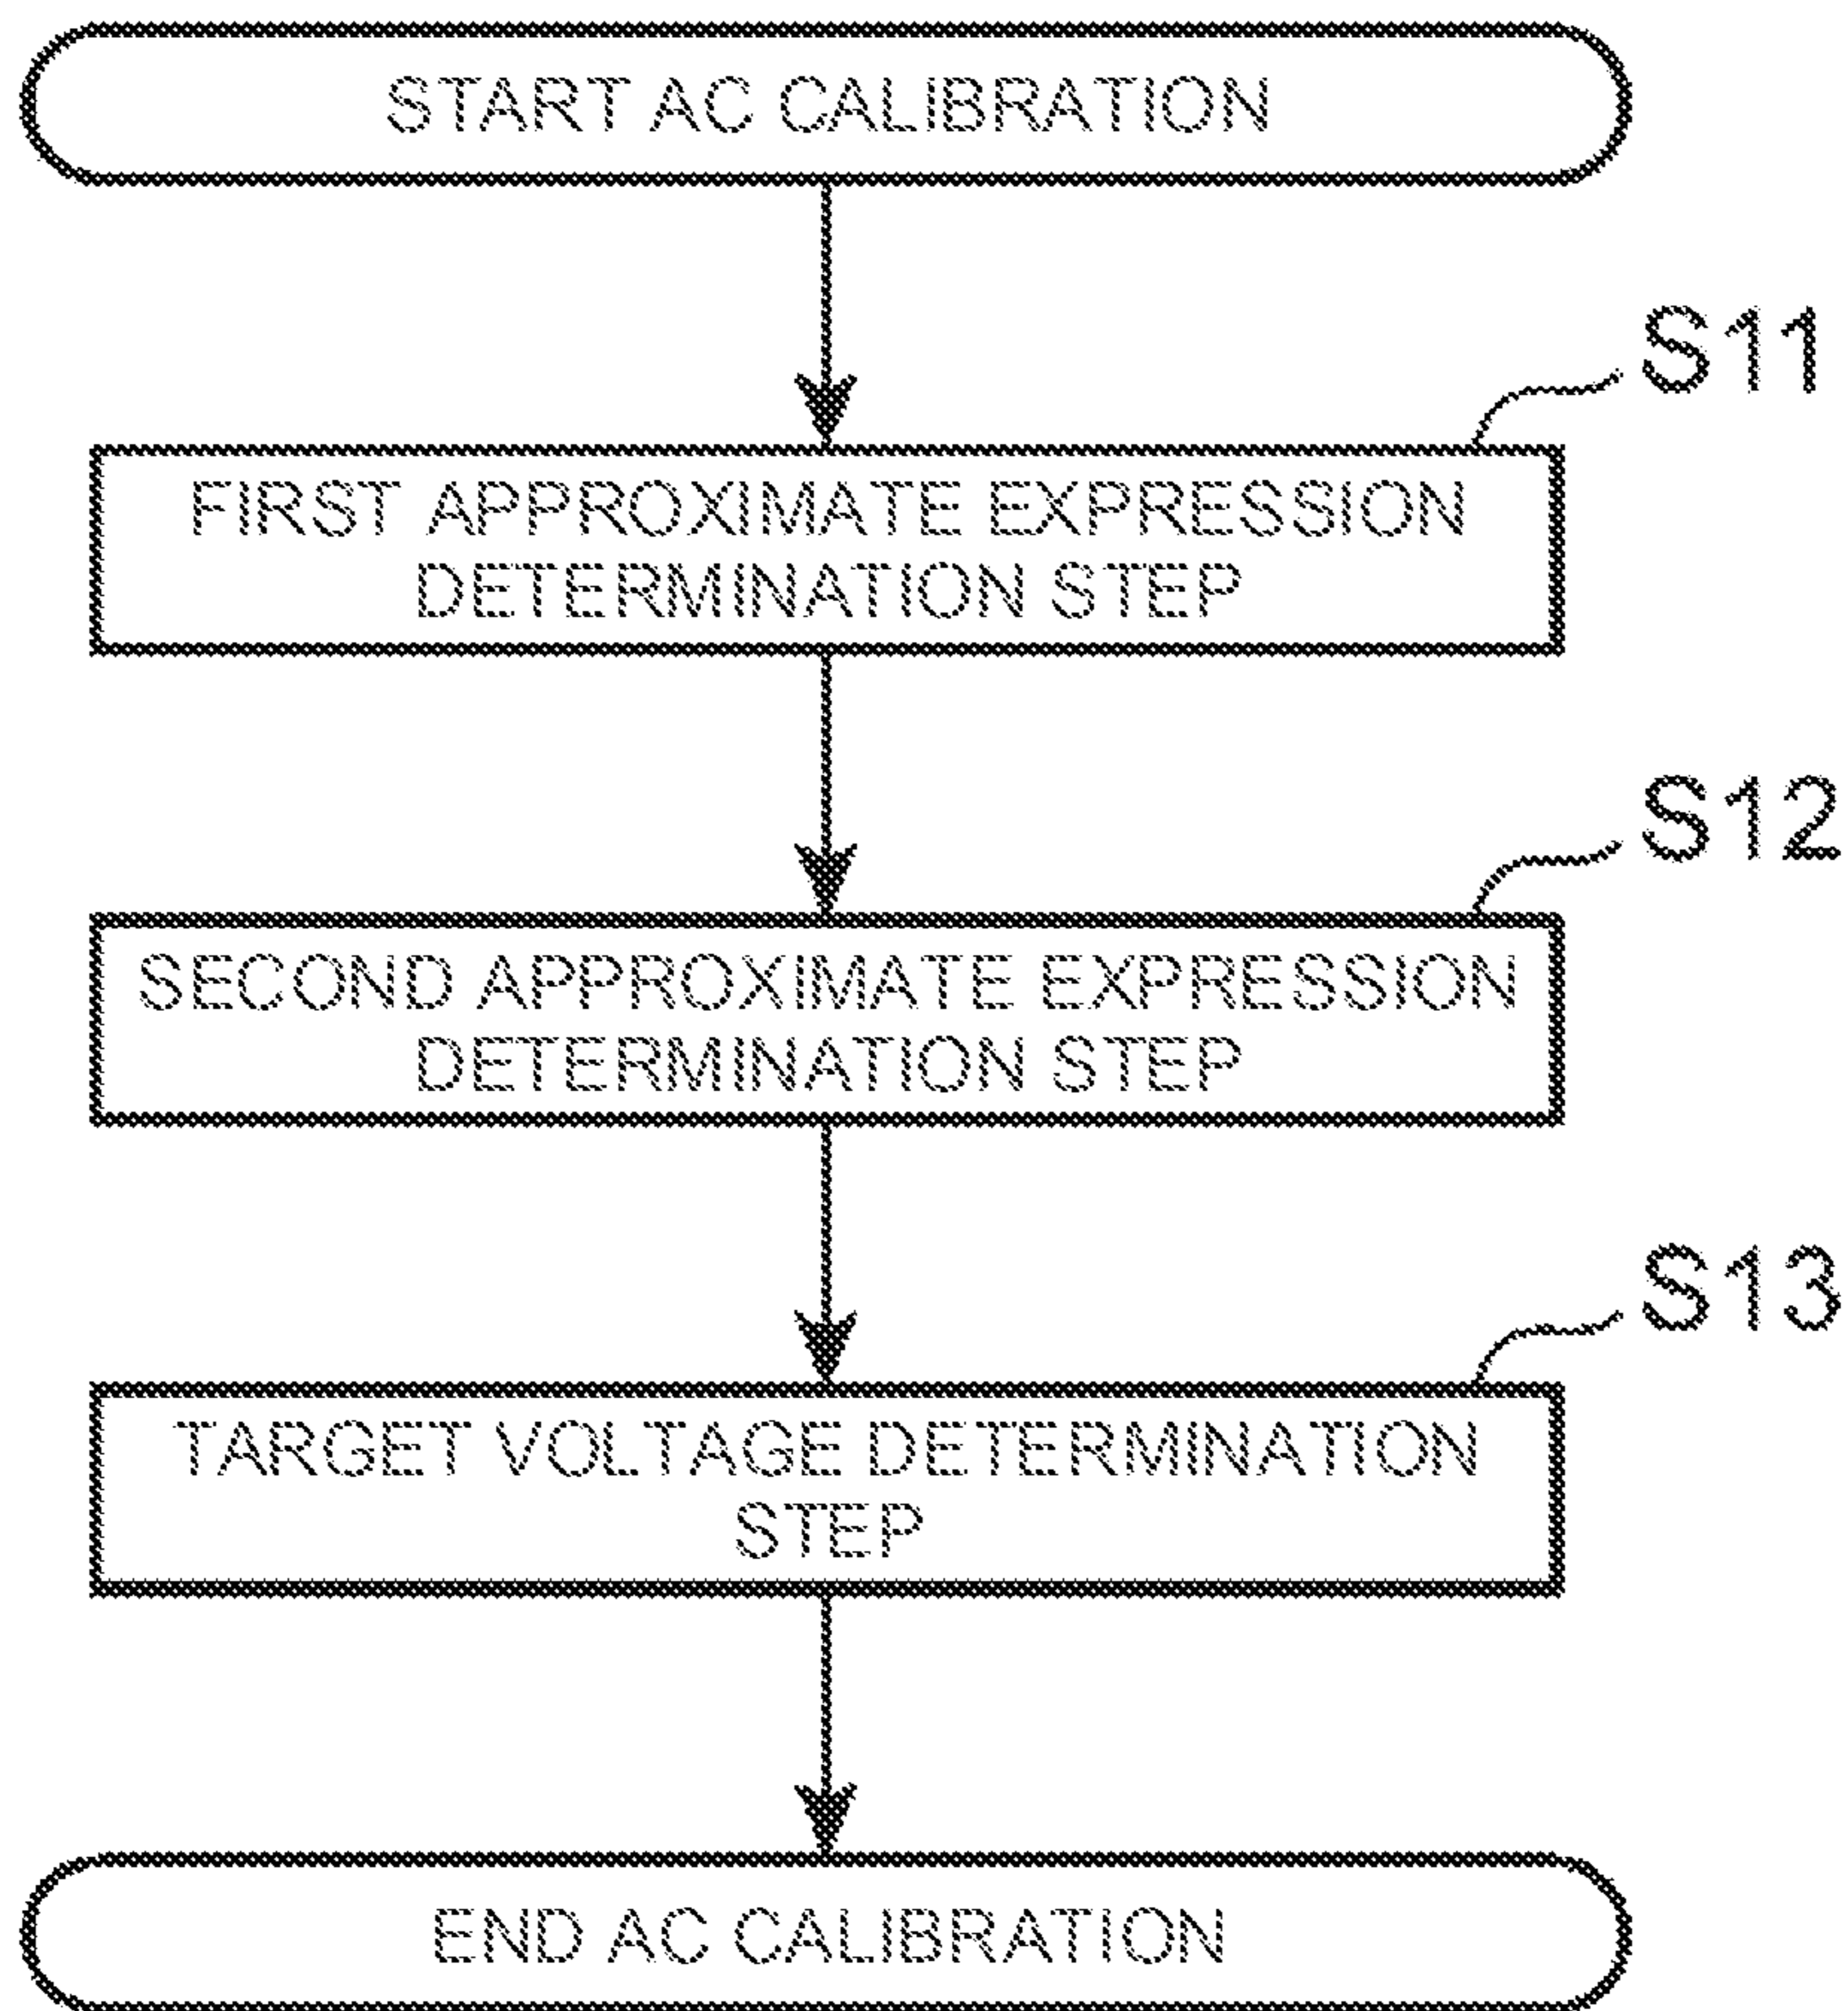 START AC CALIBRATION
S11
FIRST APPROXIMATE EXPRESSION
DETERMINATION STEP
S12
SECOND APPROXIMATE EXPRESSION
DETERMINATION STEP
S13
TARGET VOLTAGE DETERMINATION
STEP
END AC CALIBRATION